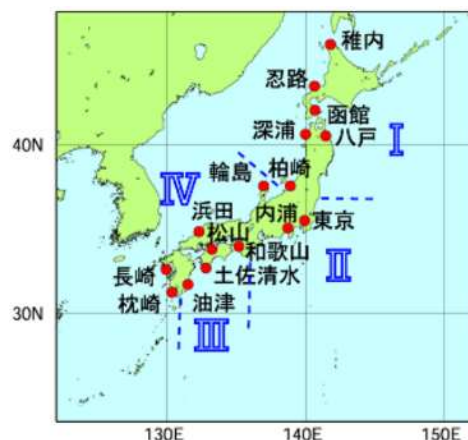 稚内
忍路
函館
深浦
八戸
40N
I
輪島
柏崎
IV
浜田
内浦
東京
松山
和歌山
II
長崎
土佐清水
枕崎
油津
30N
III
130E
140E
150E